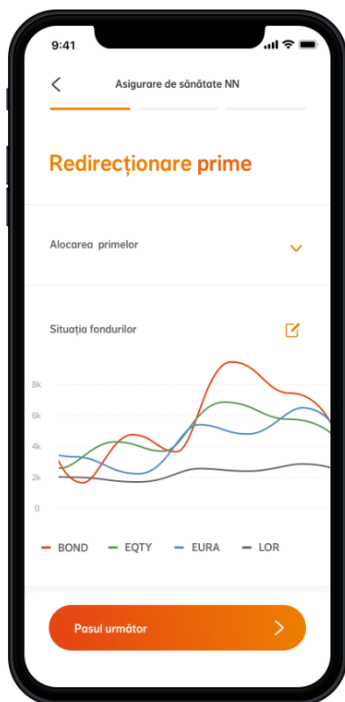 9:41
Asigurare de sănătate NN
Redirecționare prime
Alocarea primelor
Situația fondurilor
8k
6k
4k
2k
0
BOND EQTY EURA LOR
Pasul următor